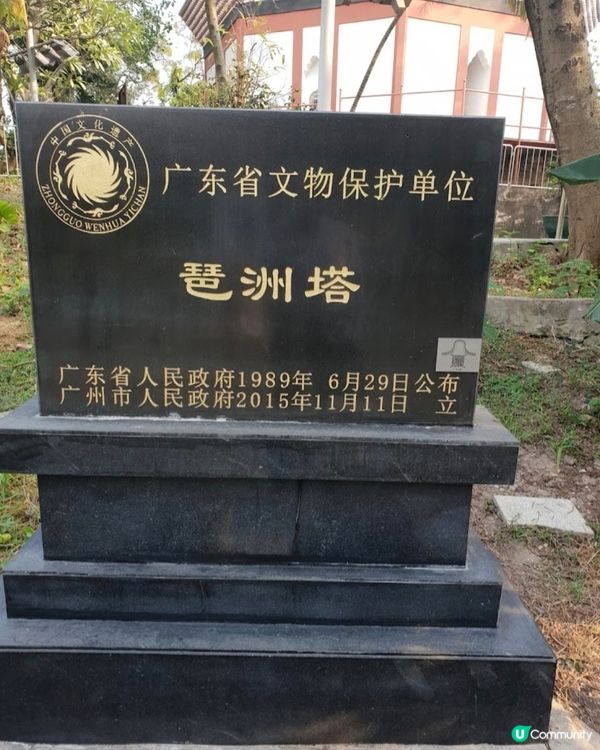 中国文化遗产
ZHONGGUO WENHUA YICHAN
广东省文物保护单位
琶洲塔
广东省人民政府1989年 6月29日公布
广州市人民政府2015年11月11日 立
U Community